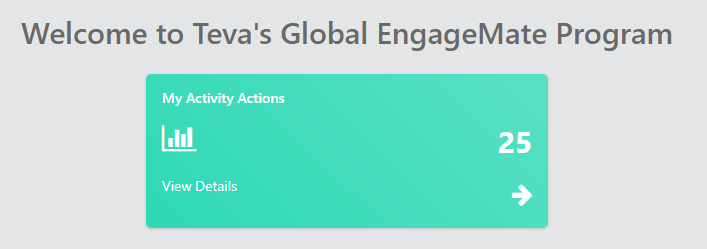 Welcome to Teva's Global EngageMate Program
My Activity Actions
25
View Details